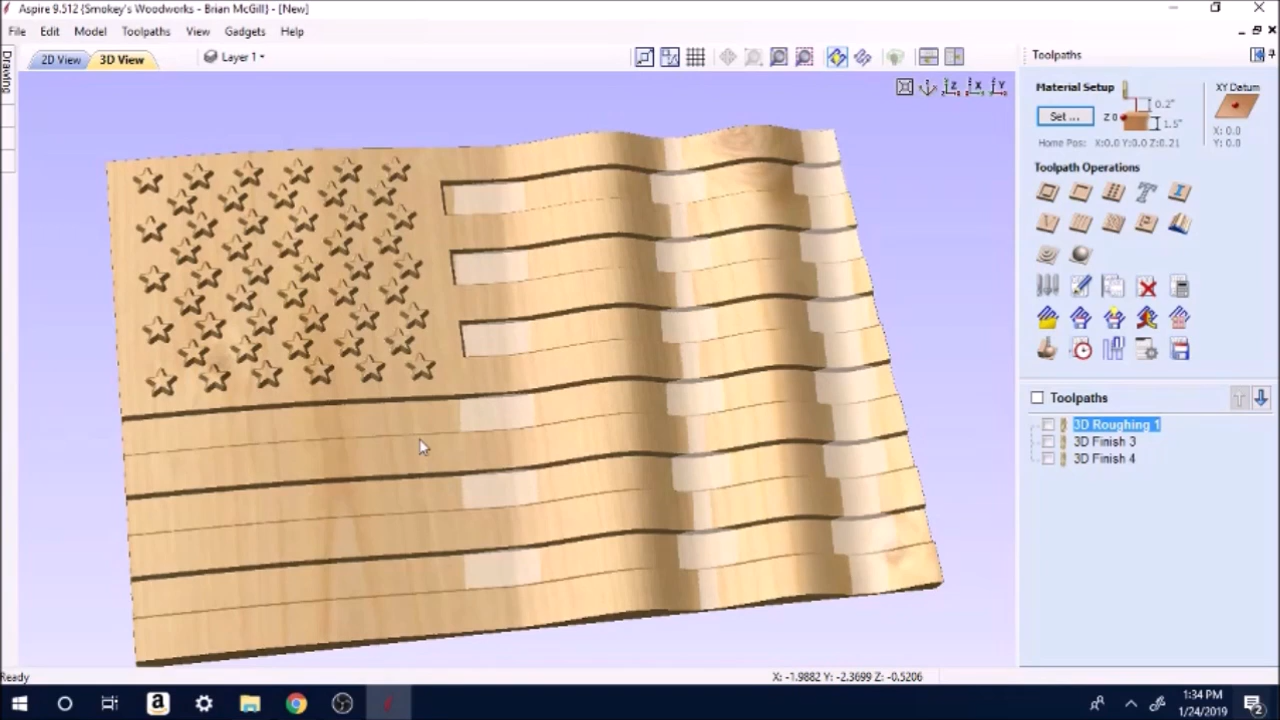 Aspire 9.512 {Smokey's Woodworks - Brian McGill} - [New]
File Edit Model Toolpaths View Gadgets Help
2D View 3D View Layer 1
Drawing
Toolpaths
Material Setup
XY Datum
Set ...
Z 0
0.2"
1.5"
X: 0.0
Y: 0.0
Home Pos: X:0.0 Y:0.0 Z:0.21
Toolpath Operations
Toolpaths
3D Roughing 1
3D Finish 3
3D Finish 4
Z X Y
Ready
X: -1.9882 Y: -2.3699 Z: -0.5206
1:34 PM
1/24/2019
2